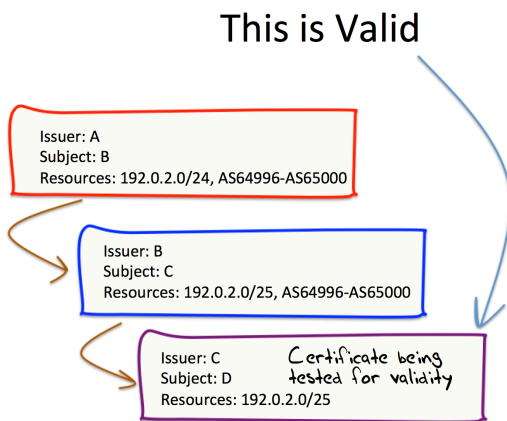 This is Valid
Issuer: A
Subject: B
Resources: 192.0.2.0/24, AS64996-AS65000
Issuer: B
Subject: C
Resources: 192.0.2.0/25, AS64996-AS65000
Issuer: C
Subject: D
Resources: 192.0.2.0/25
Certificate being
tested for validity